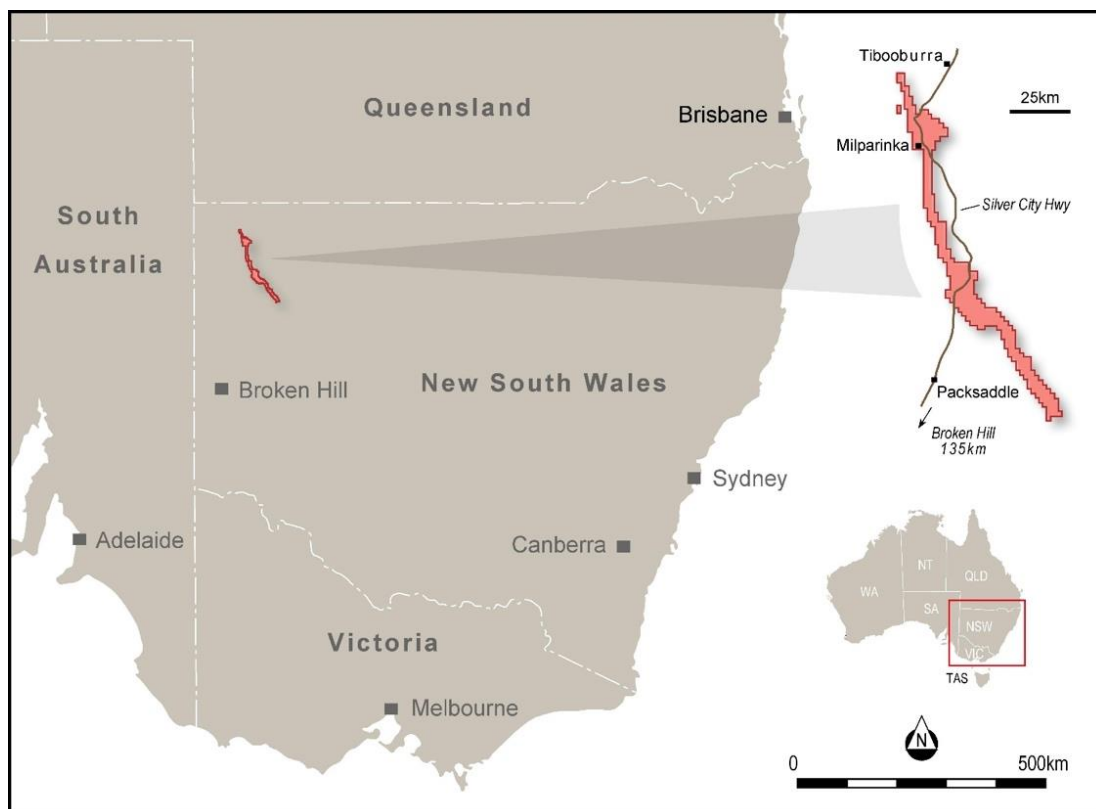 Queensland
Brisbane
South
Australia
Broken Hill
New South Wales
Sydney
Adelaide
Canberra
Victoria
Melbourne
Tibooburra
25km
Milparinka
Silver City Hwy
Packsaddle
Broken Hill
135km
NT
QLD
WA
SA
NSW
VIC
TAS
N
0
500km